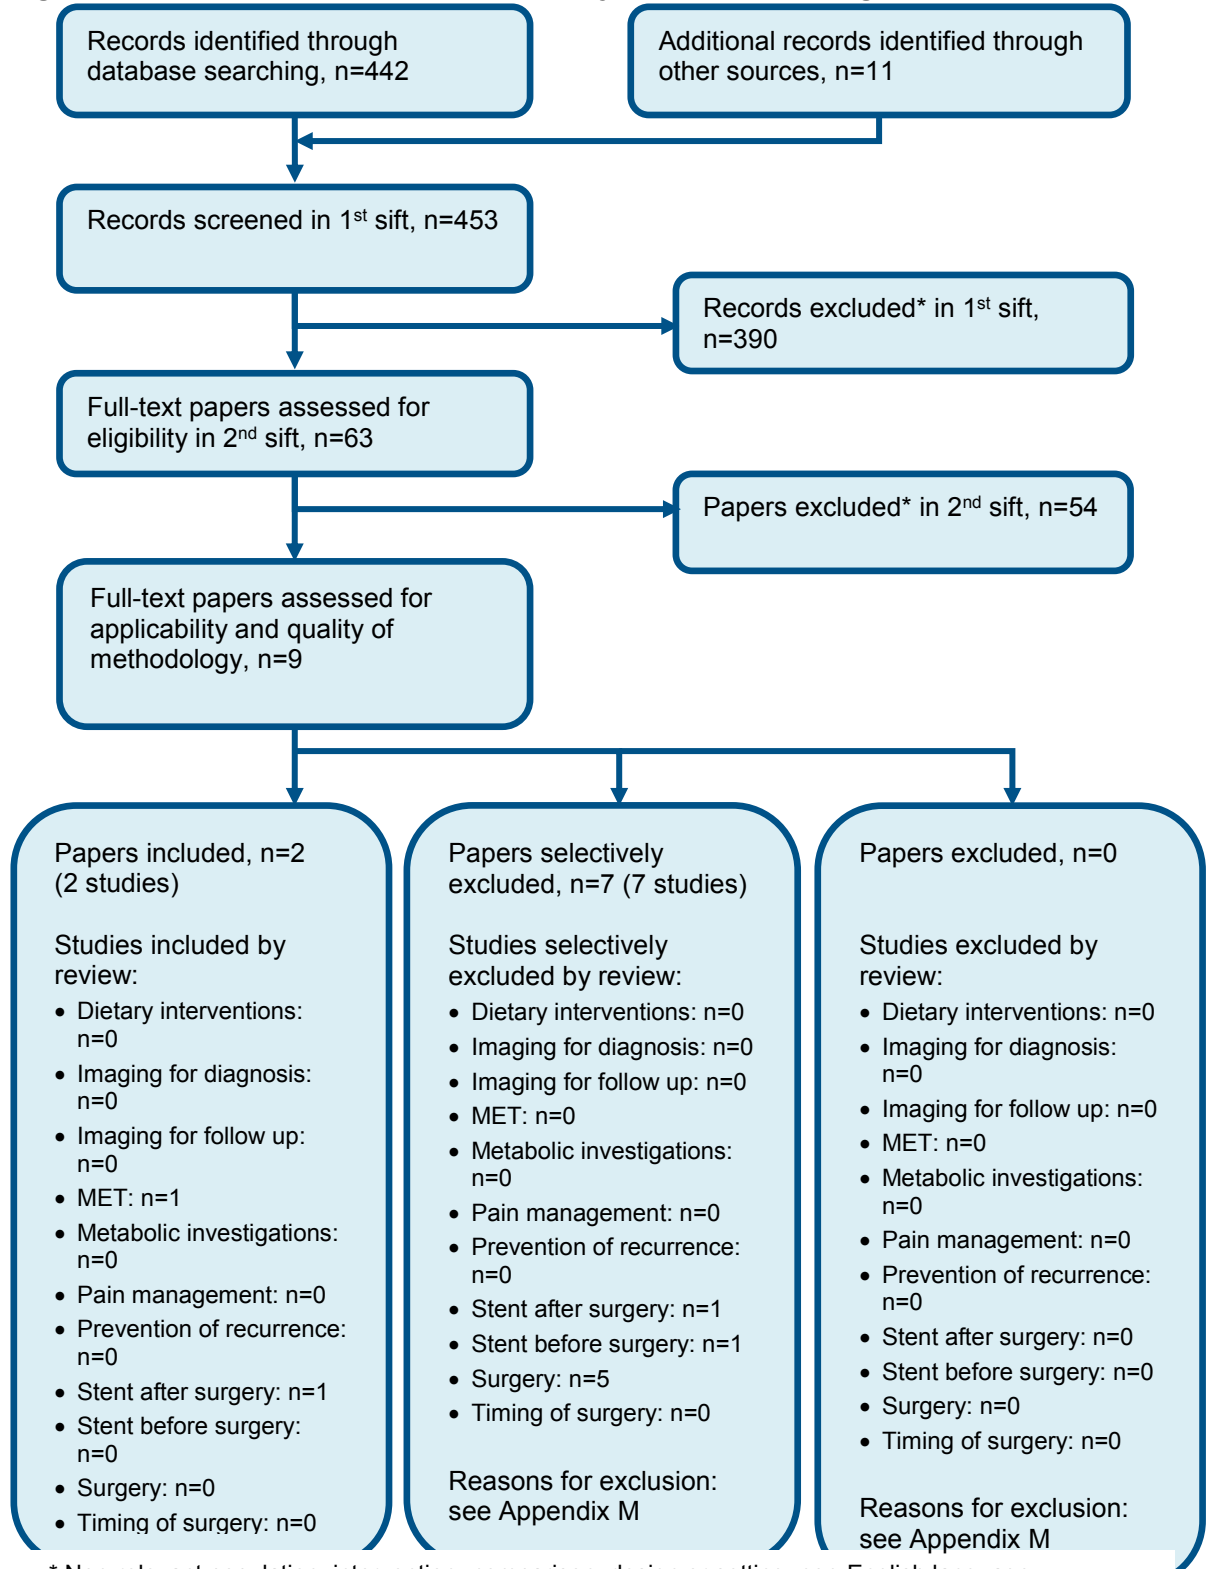 Records identified through
database searching, n=442
Additional records identified through
other sources, n=11
Records screened in 1st sift, n=453
Records excluded* in 1st sift,
n=390
Full-text papers assessed for
eligibility in 2nd sift, n=63
Papers excluded* in 2nd sift, n=54
Full-text papers assessed for
applicability and quality of
methodology, n=9
Papers included, n=2
(2 studies)
Studies included by
review:
• Dietary interventions:
n=0
• Imaging for diagnosis:
n=0
• Imaging for follow up:
n=0
• MET: n=1
• Metabolic investigations:
n=0
• Pain management: n=0
• Prevention of recurrence:
n=0
• Stent after surgery: n=1
• Stent before surgery:
n=0
• Surgery: n=0
• Timing of surgery: n=0
Papers selectively
excluded, n=7 (7 studies)
Studies selectively
excluded by review:
• Dietary interventions: n=0
• Imaging for diagnosis: n=0
• Imaging for follow up: n=0
• MET: n=0
• Metabolic investigations:
n=0
• Pain management: n=0
• Prevention of recurrence:
n=0
• Stent after surgery: n=1
• Stent before surgery: n=1
• Surgery: n=5
• Timing of surgery: n=0
Reasons for exclusion:
see Appendix M
Papers excluded, n=0
Studies excluded by
review:
• Dietary interventions: n=0
• Imaging for diagnosis:
n=0
• Imaging for follow up: n=0
• MET: n=0
• Metabolic investigations:
n=0
• Pain management: n=0
• Prevention of recurrence:
n=0
• Stent after surgery: n=0
• Stent before surgery: n=0
• Surgery: n=0
• Timing of surgery: n=0
Reasons for exclusion:
see Appendix M